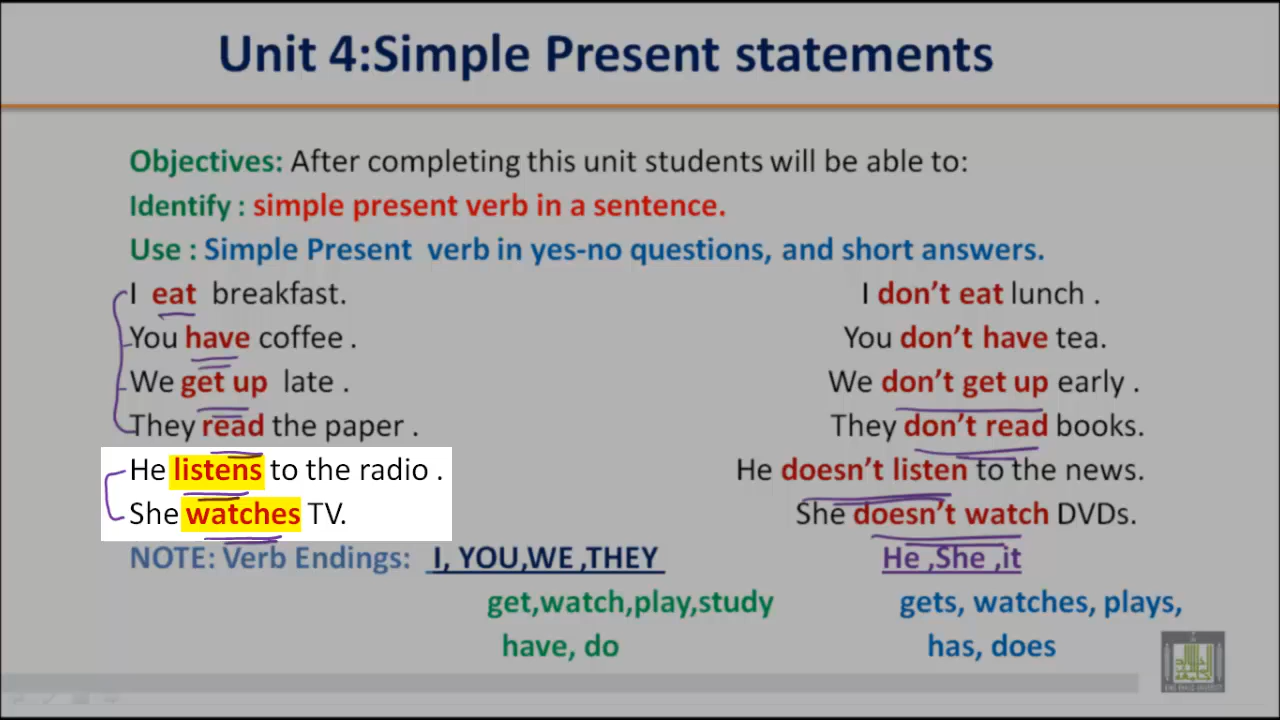 Unit 4:Simple Present statements
Objectives: After completing this unit students will be able to:
Identify : simple present verb in a sentence.
Use : Simple Present verb in yes-no questions, and short answers.
I eat breakfast. I don't eat lunch .
You have coffee . You don't have tea.
We get up late . We don't get up early .
They read the paper . They don't read books.
He listens to the radio . He doesn't listen to the news.
She watches TV. She doesn't watch DVDs.
NOTE: Verb Endings: I, YOU,WE ,THEY He ,She ,it
get,watch,play,study gets, watches, plays,
have, do has, does